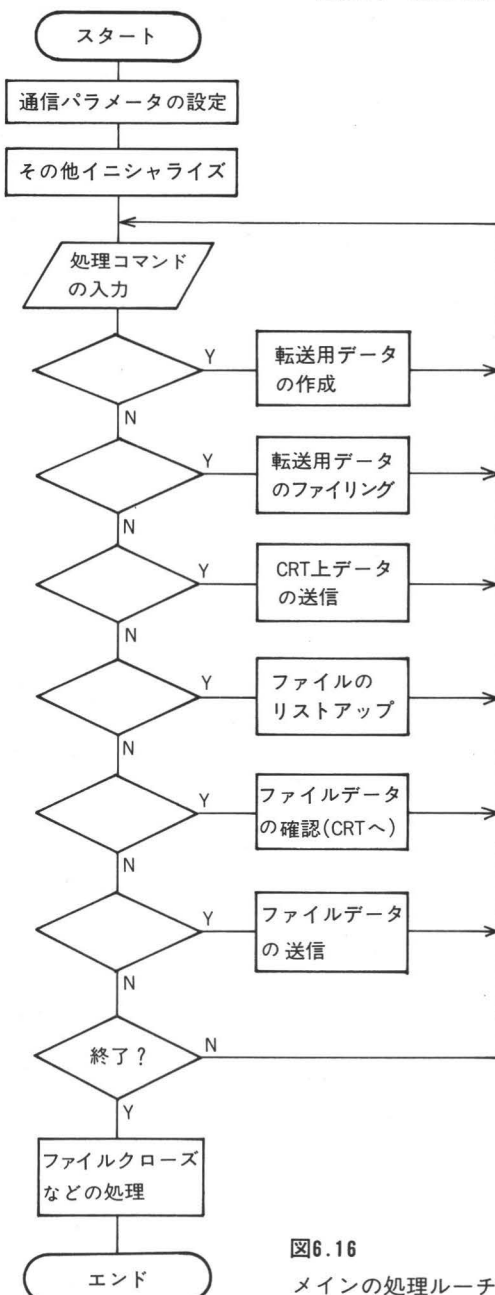 スタート
通信パラメータの設定
その他イニシャライズ
処理コマンド
の入力
Y
転送用データ
の作成
N
Y
転送用データ
のファイリング
N
Y
CRT上データ
の送信
N
Y
ファイルの
リストアップ
N
Y
ファイルデータ
の確認(CRTへ)
N
Y
ファイルデータ
の送信
N
終了?
N
Y
ファイルクローズ
などの処理
エンド
図6.16
メインの処理ルーチ